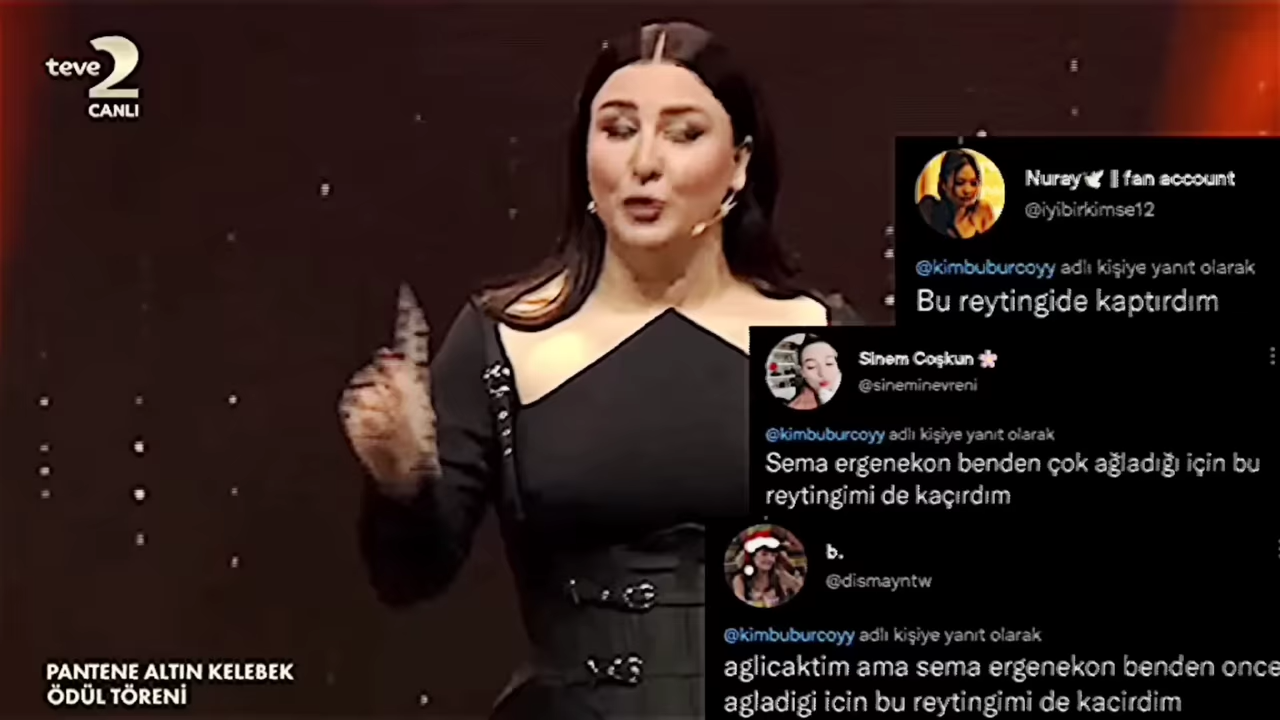 teve2
CANLI
Nuray🕊 || fan account
@iyibirkimse12
@kimbuburcoyy adlı kişiye yanıt olarak
Bu reytingide kaptırdım
Sinem Coşkun 🌸
@sineminevreni
@kimbuburcoyy adlı kişiye yanıt olarak
Sema ergenekon benden çok ağladığı için bu
reytingimi de kaçırdım
b.
@dismayntw
@kimbuburcoyy adlı kişiye yanıt olarak
aglicaktim ama sema ergenekon benden once
agladigi icin bu reytingimi de kacirdim
PANTENE ALTIN KELEBEK
ÖDÜL TÖRENİ